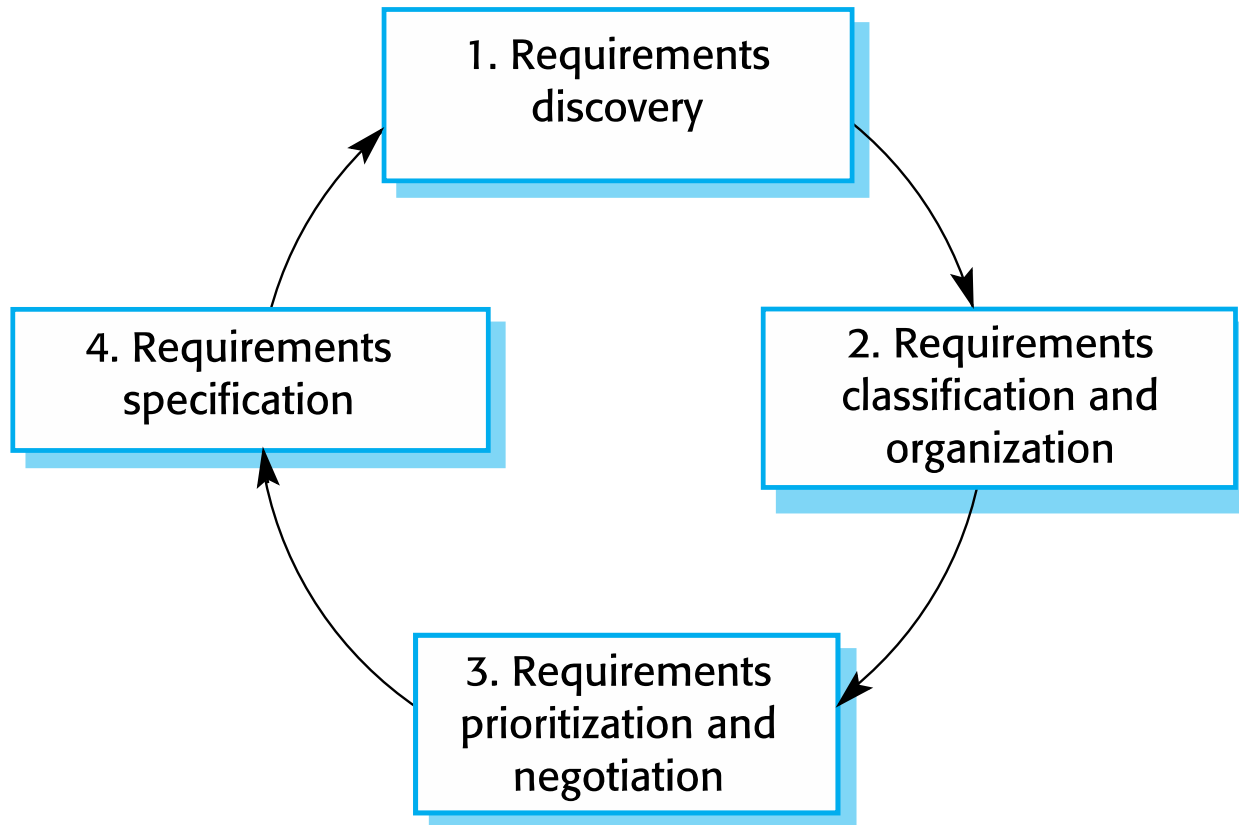 1. Requirements
discovery
2. Requirements
classification and
organization
3. Requirements
prioritization and
negotiation
4. Requirements
specification